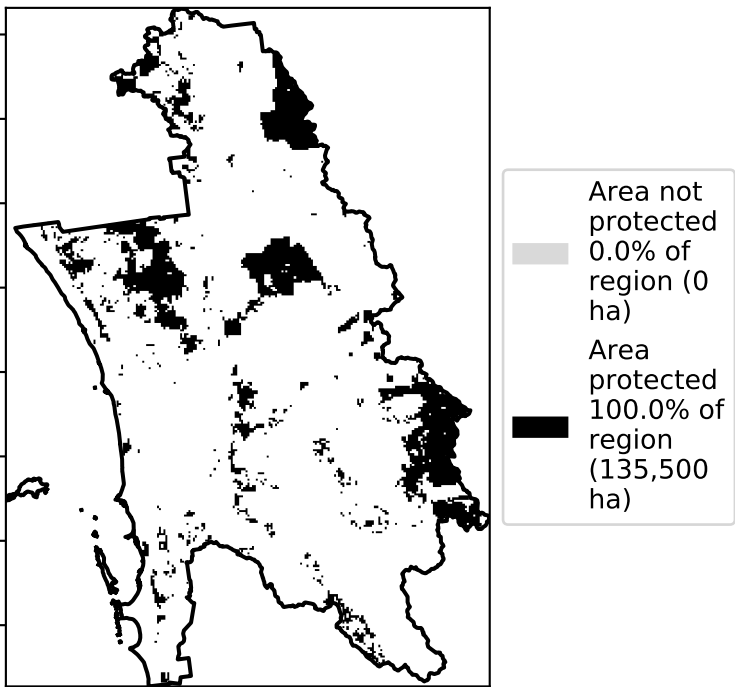 Area not
protected
0.0% of
region (0
ha)
Area
protected
100.0% of
region
(135,500
ha)